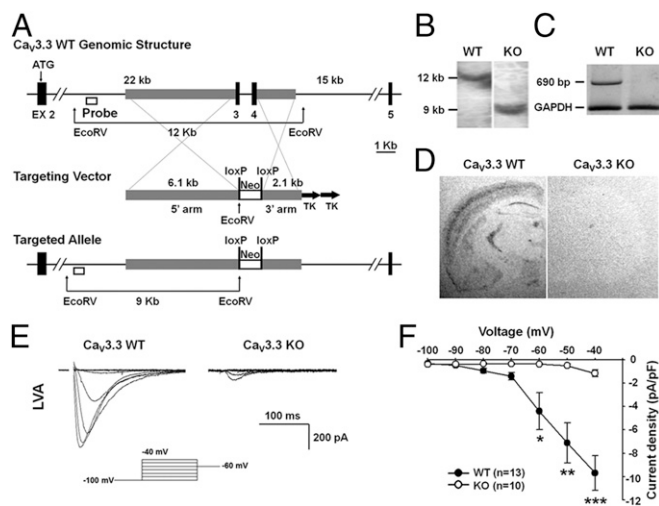 A
Cav3.3 WT Genomic Structure
ATG
22 kb
15 kb
EX 2
Probe
3
4
5
EcoRV
12 Kb
EcoRV
1 Kb
Targeting Vector
loxP
loxP
6.1 kb
Neo
2.1 kb
5' arm
3' arm
TK
TK
EcoRV
Targeted Allele
loxP
loxP
Neo
EcoRV
EcoRV
9 Kb
B
WT
KO
12 kb
9 kb
C
WT
KO
690 bp
GAPDH
D
Cav3.3 WT
Cav3.3 KO
E
Cav3.3 WT
Cav3.3 KO
LVA
100 ms
200 pA
-40 mV
-60 mV
-100 mV
F
Voltage (mV)
-100 -90 -80 -70 -60 -50 -40
0
-2
-4
-6
-8
-10
-12
Current density (pA/pF)
*
**
***
WT (n=13)
KO (n=10)